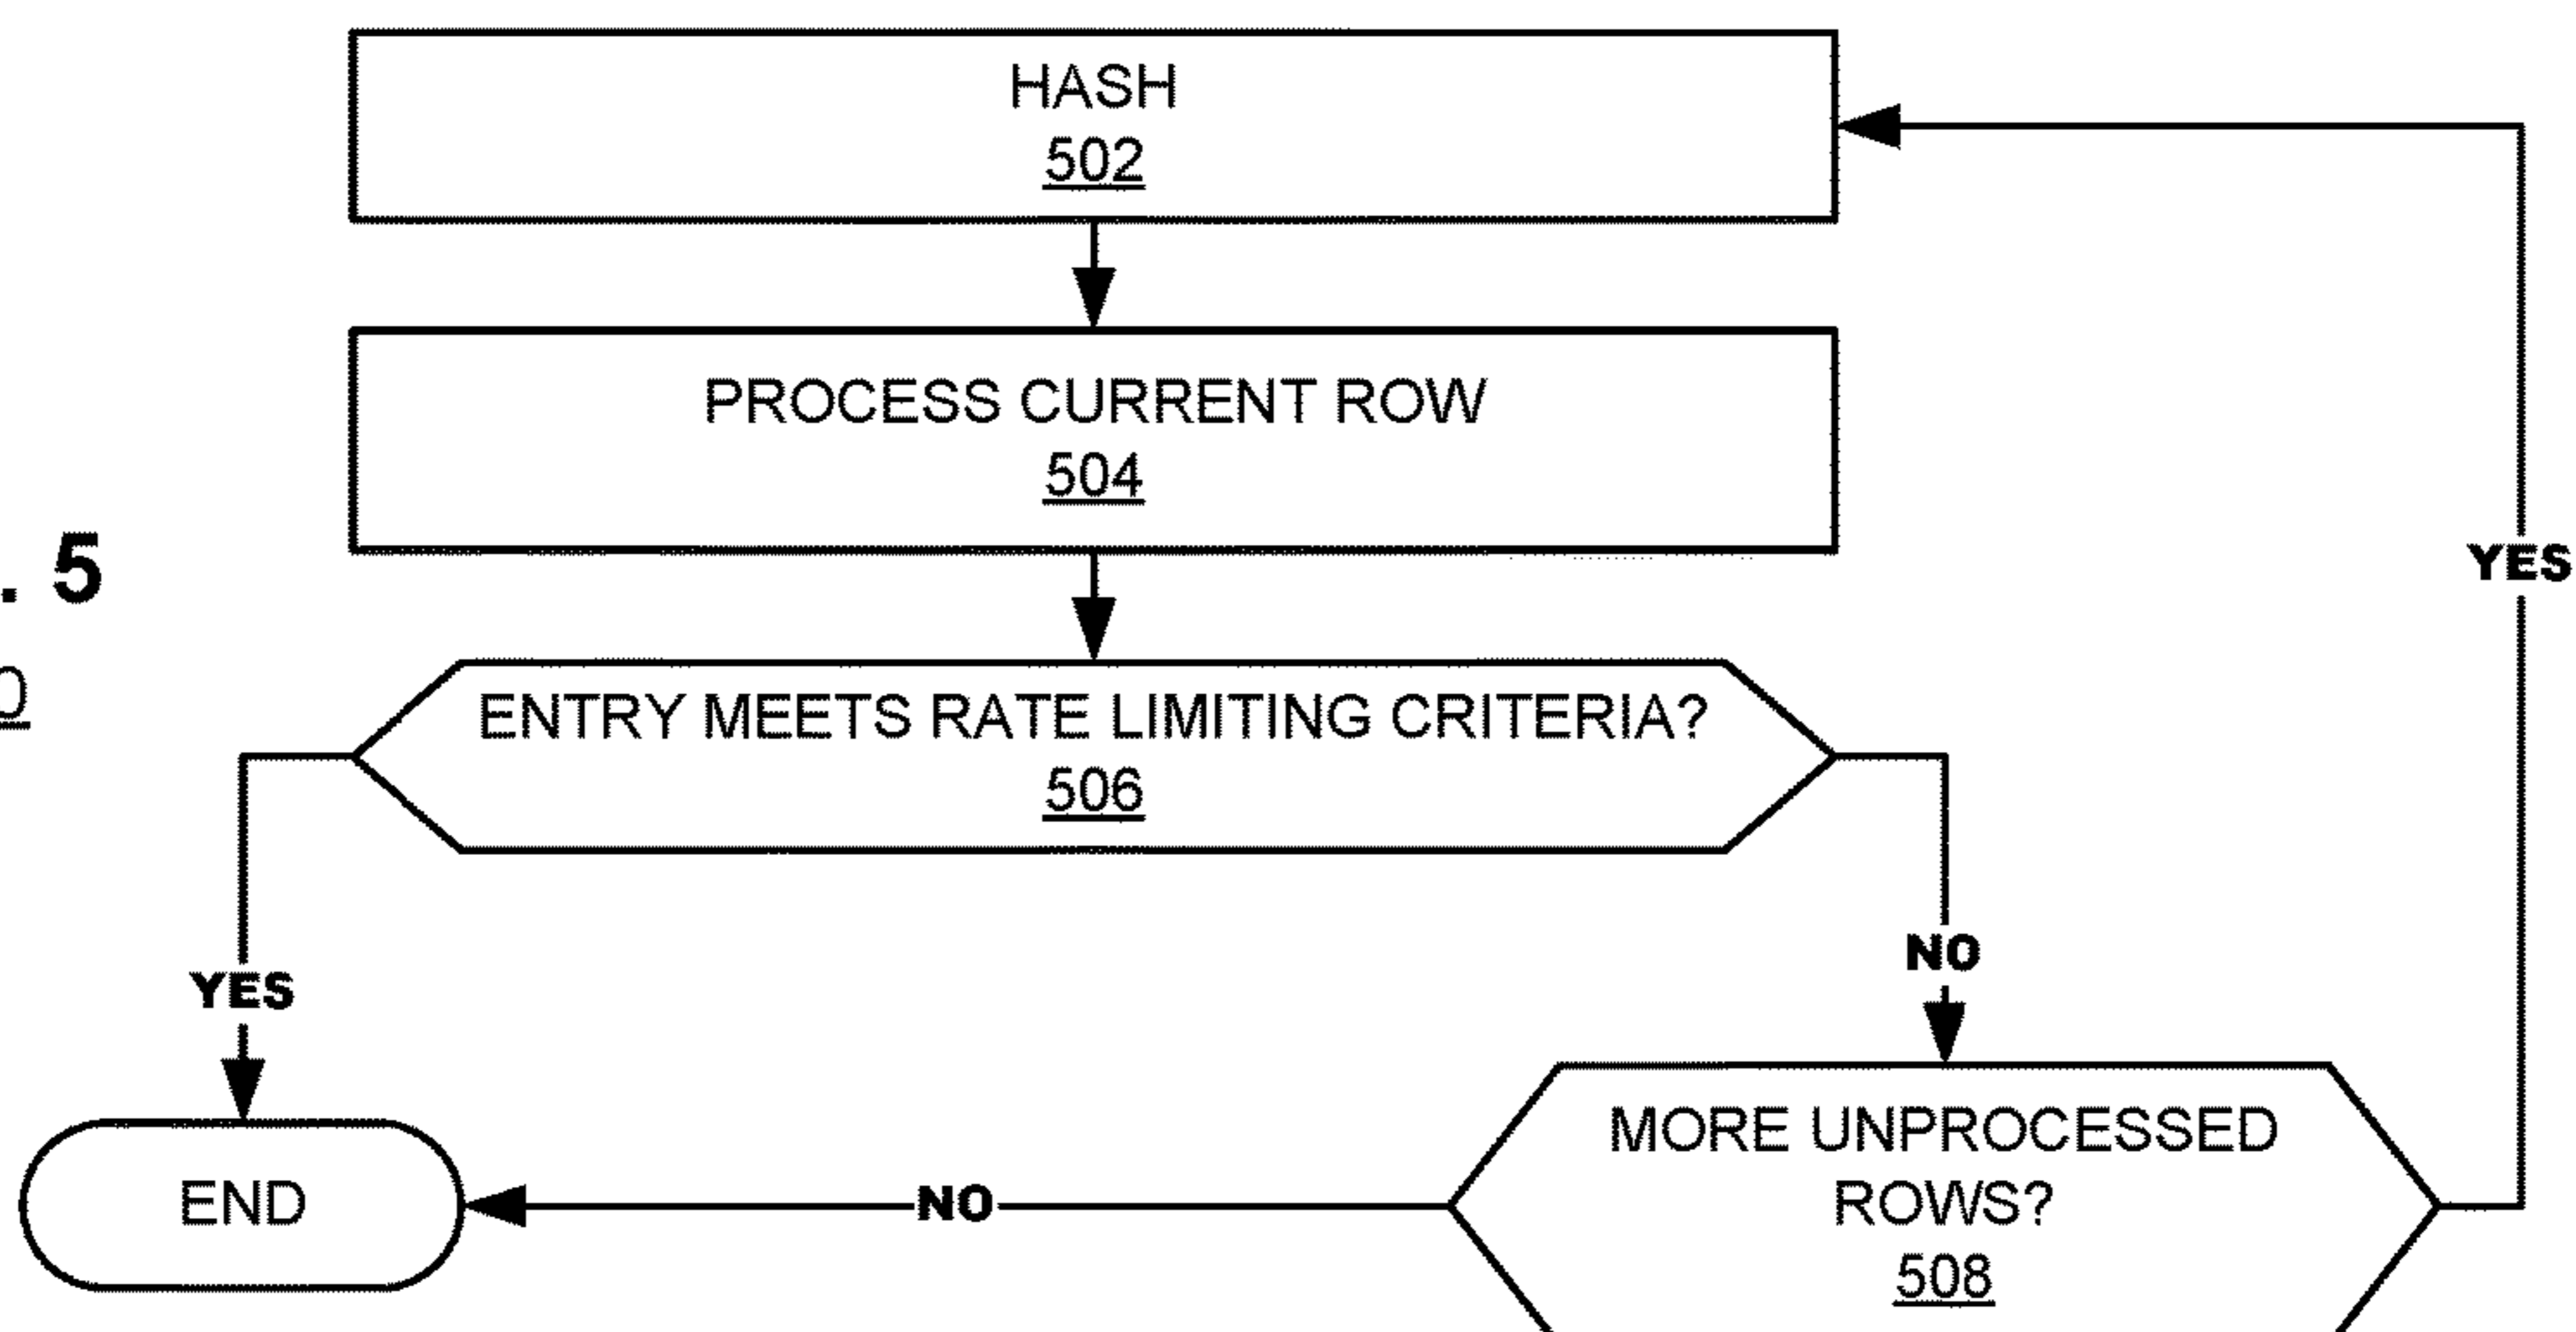 HASH
502
PROCESS CURRENT ROW
504
. 5
0
ENTRY MEETS RATE LIMITING CRITERIA?
506
YES
NO
YES
MORE UNPROCESSED
ROWS?
508
NO
END